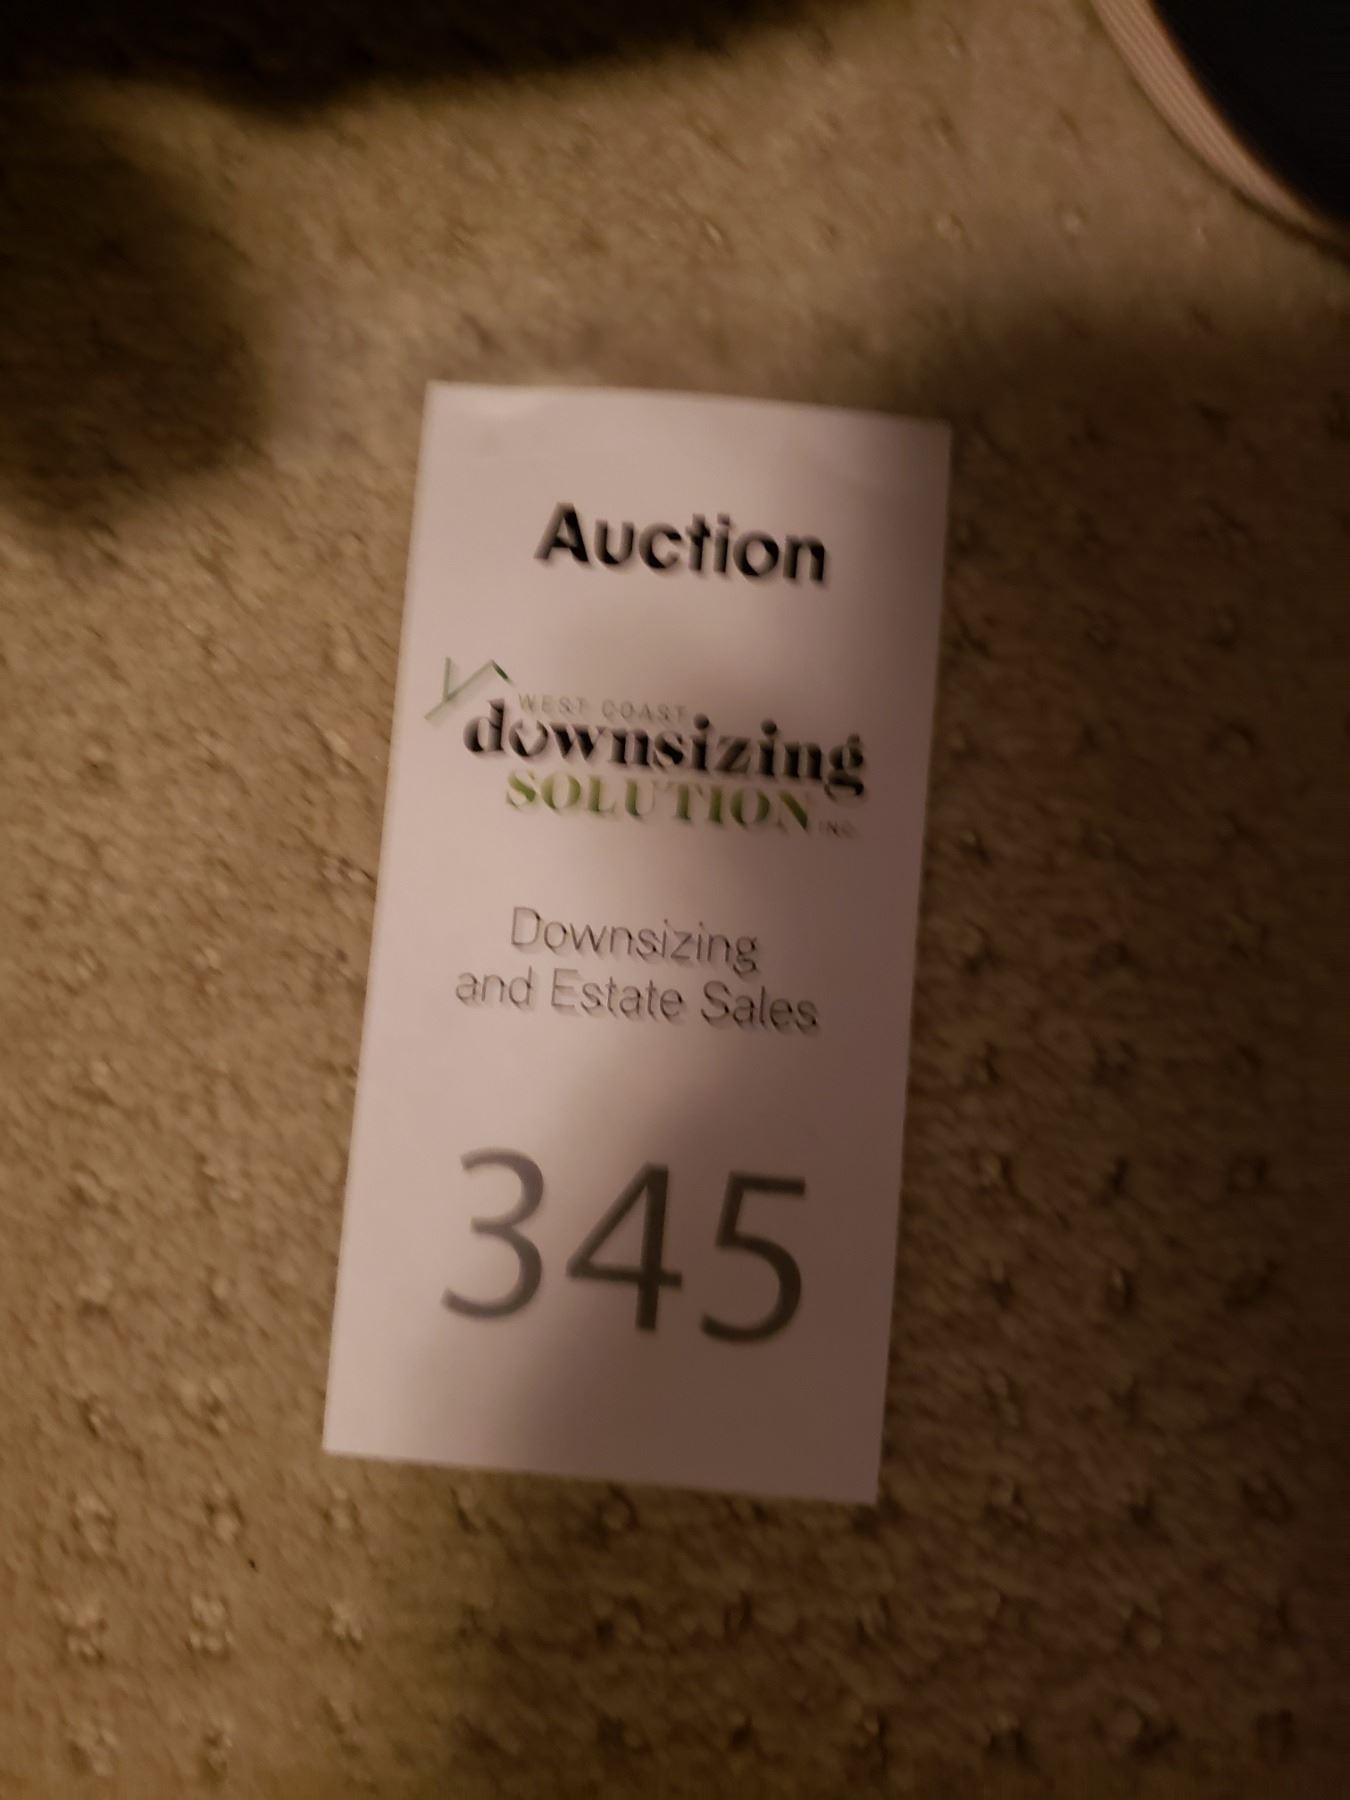 Auction
WEST COAST
downsizing
SOLUTION INC.
Downsizing
and Estate Sales
345